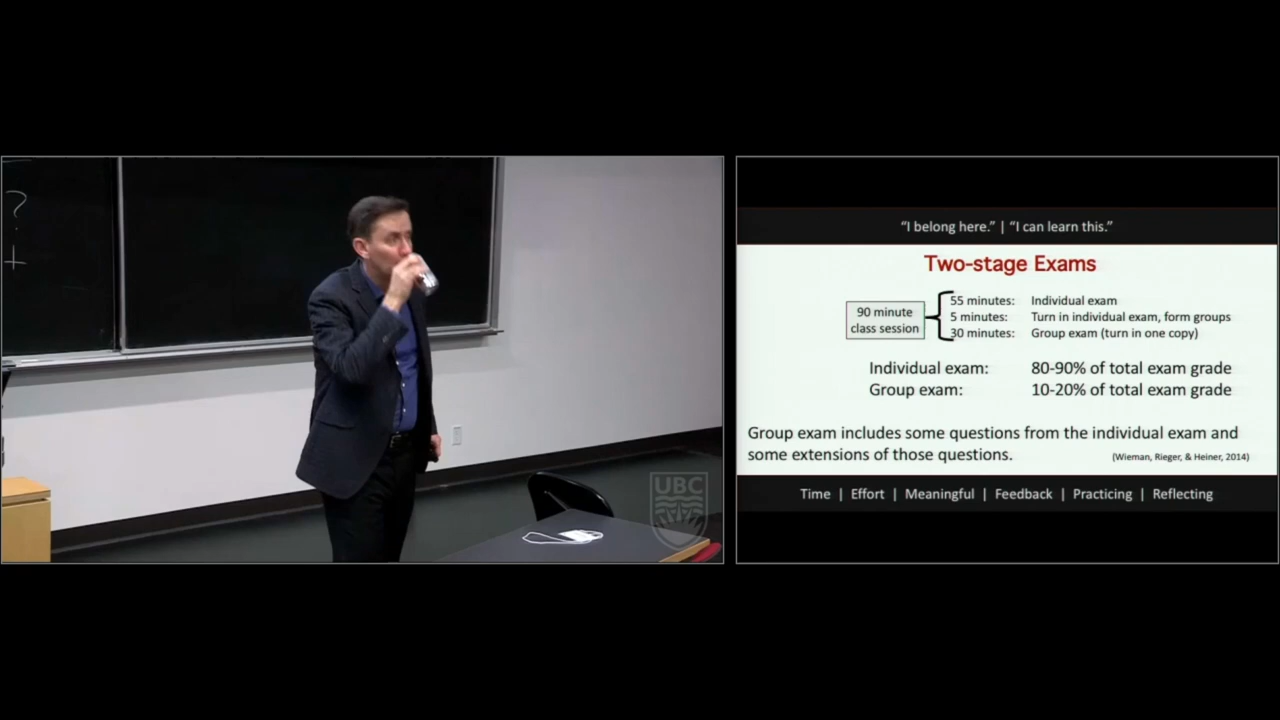 ?
+
UBC
“I belong here.” | “I can learn this.”
Two-stage Exams
90 minute
class session
55 minutes: Individual exam
5 minutes: Turn in individual exam, form groups
30 minutes: Group exam (turn in one copy)
Individual exam: 80-90% of total exam grade
Group exam: 10-20% of total exam grade
Group exam includes some questions from the individual exam and
some extensions of those questions. (Wieman, Rieger, & Heiner, 2014)
Time | Effort | Meaningful | Feedback | Practicing | Reflecting